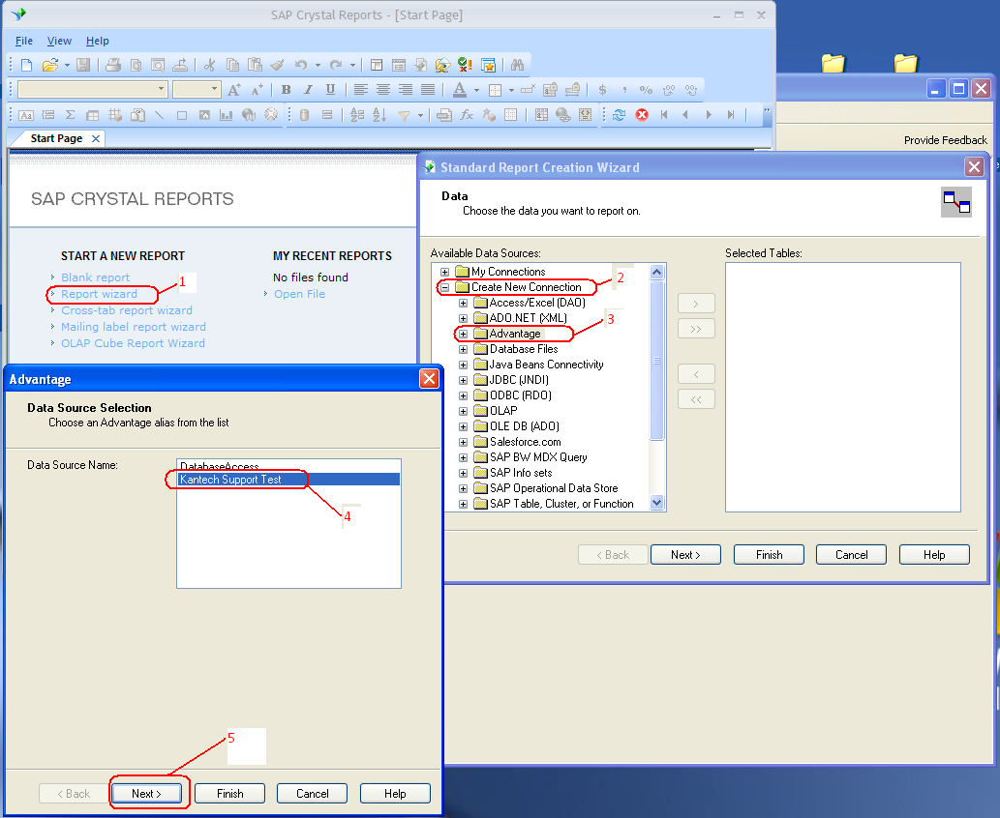 SAP Crystal Reports - [Start Page]
File View Help
B I U A $ , %
Aa Σ fx
Start Page
Provide Feedback
SAP CRYSTAL REPORTS
START A NEW REPORT
Blank report
Report wizard
1
Cross-tab report wizard
Mailing label report wizard
OLAP Cube Report Wizard
MY RECENT REPORTS
No files found
Open File
Standard Report Creation Wizard
Data
Choose the data you want to report on.
Available Data Sources:
My Connections
Create New Connection
2
Access/Excel (DAO)
ADO.NET (XML)
3
Advantage
Database Files
Java Beans Connectivity
JDBC (JNDI)
ODBC (RDO)
OLAP
OLE DB (ADO)
Salesforce.com
SAP BW MDX Query
SAP Info sets
SAP Operational Data Store
SAP Table, Cluster, or Function
>
>>
<
<<
Selected Tables:
< Back Next > Finish Cancel Help
Advantage
Data Source Selection
Choose an Advantage alias from the list
Data Source Name:
DatabaseAccess
Kantech Support Test
4
5
< Back Next > Finish Cancel Help